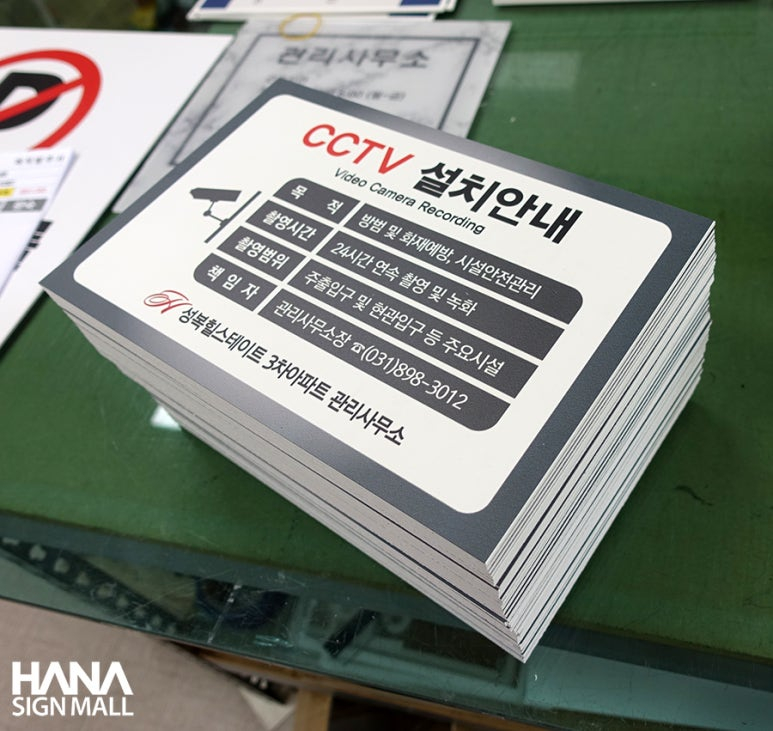 관리사무소
CCTV 설치안내
Video Camera Recording
목 적 방범 및 화재예방, 시설안전관리
촬영시간 24시간 연속 촬영 및 녹화
촬영범위 주출입구 및 현관입구 등 주요시설
책 임 자 관리사무소장 ☎(031)898-3012
성복힐스테이트 3차아파트 관리사무소
HANA
SIGN MALL